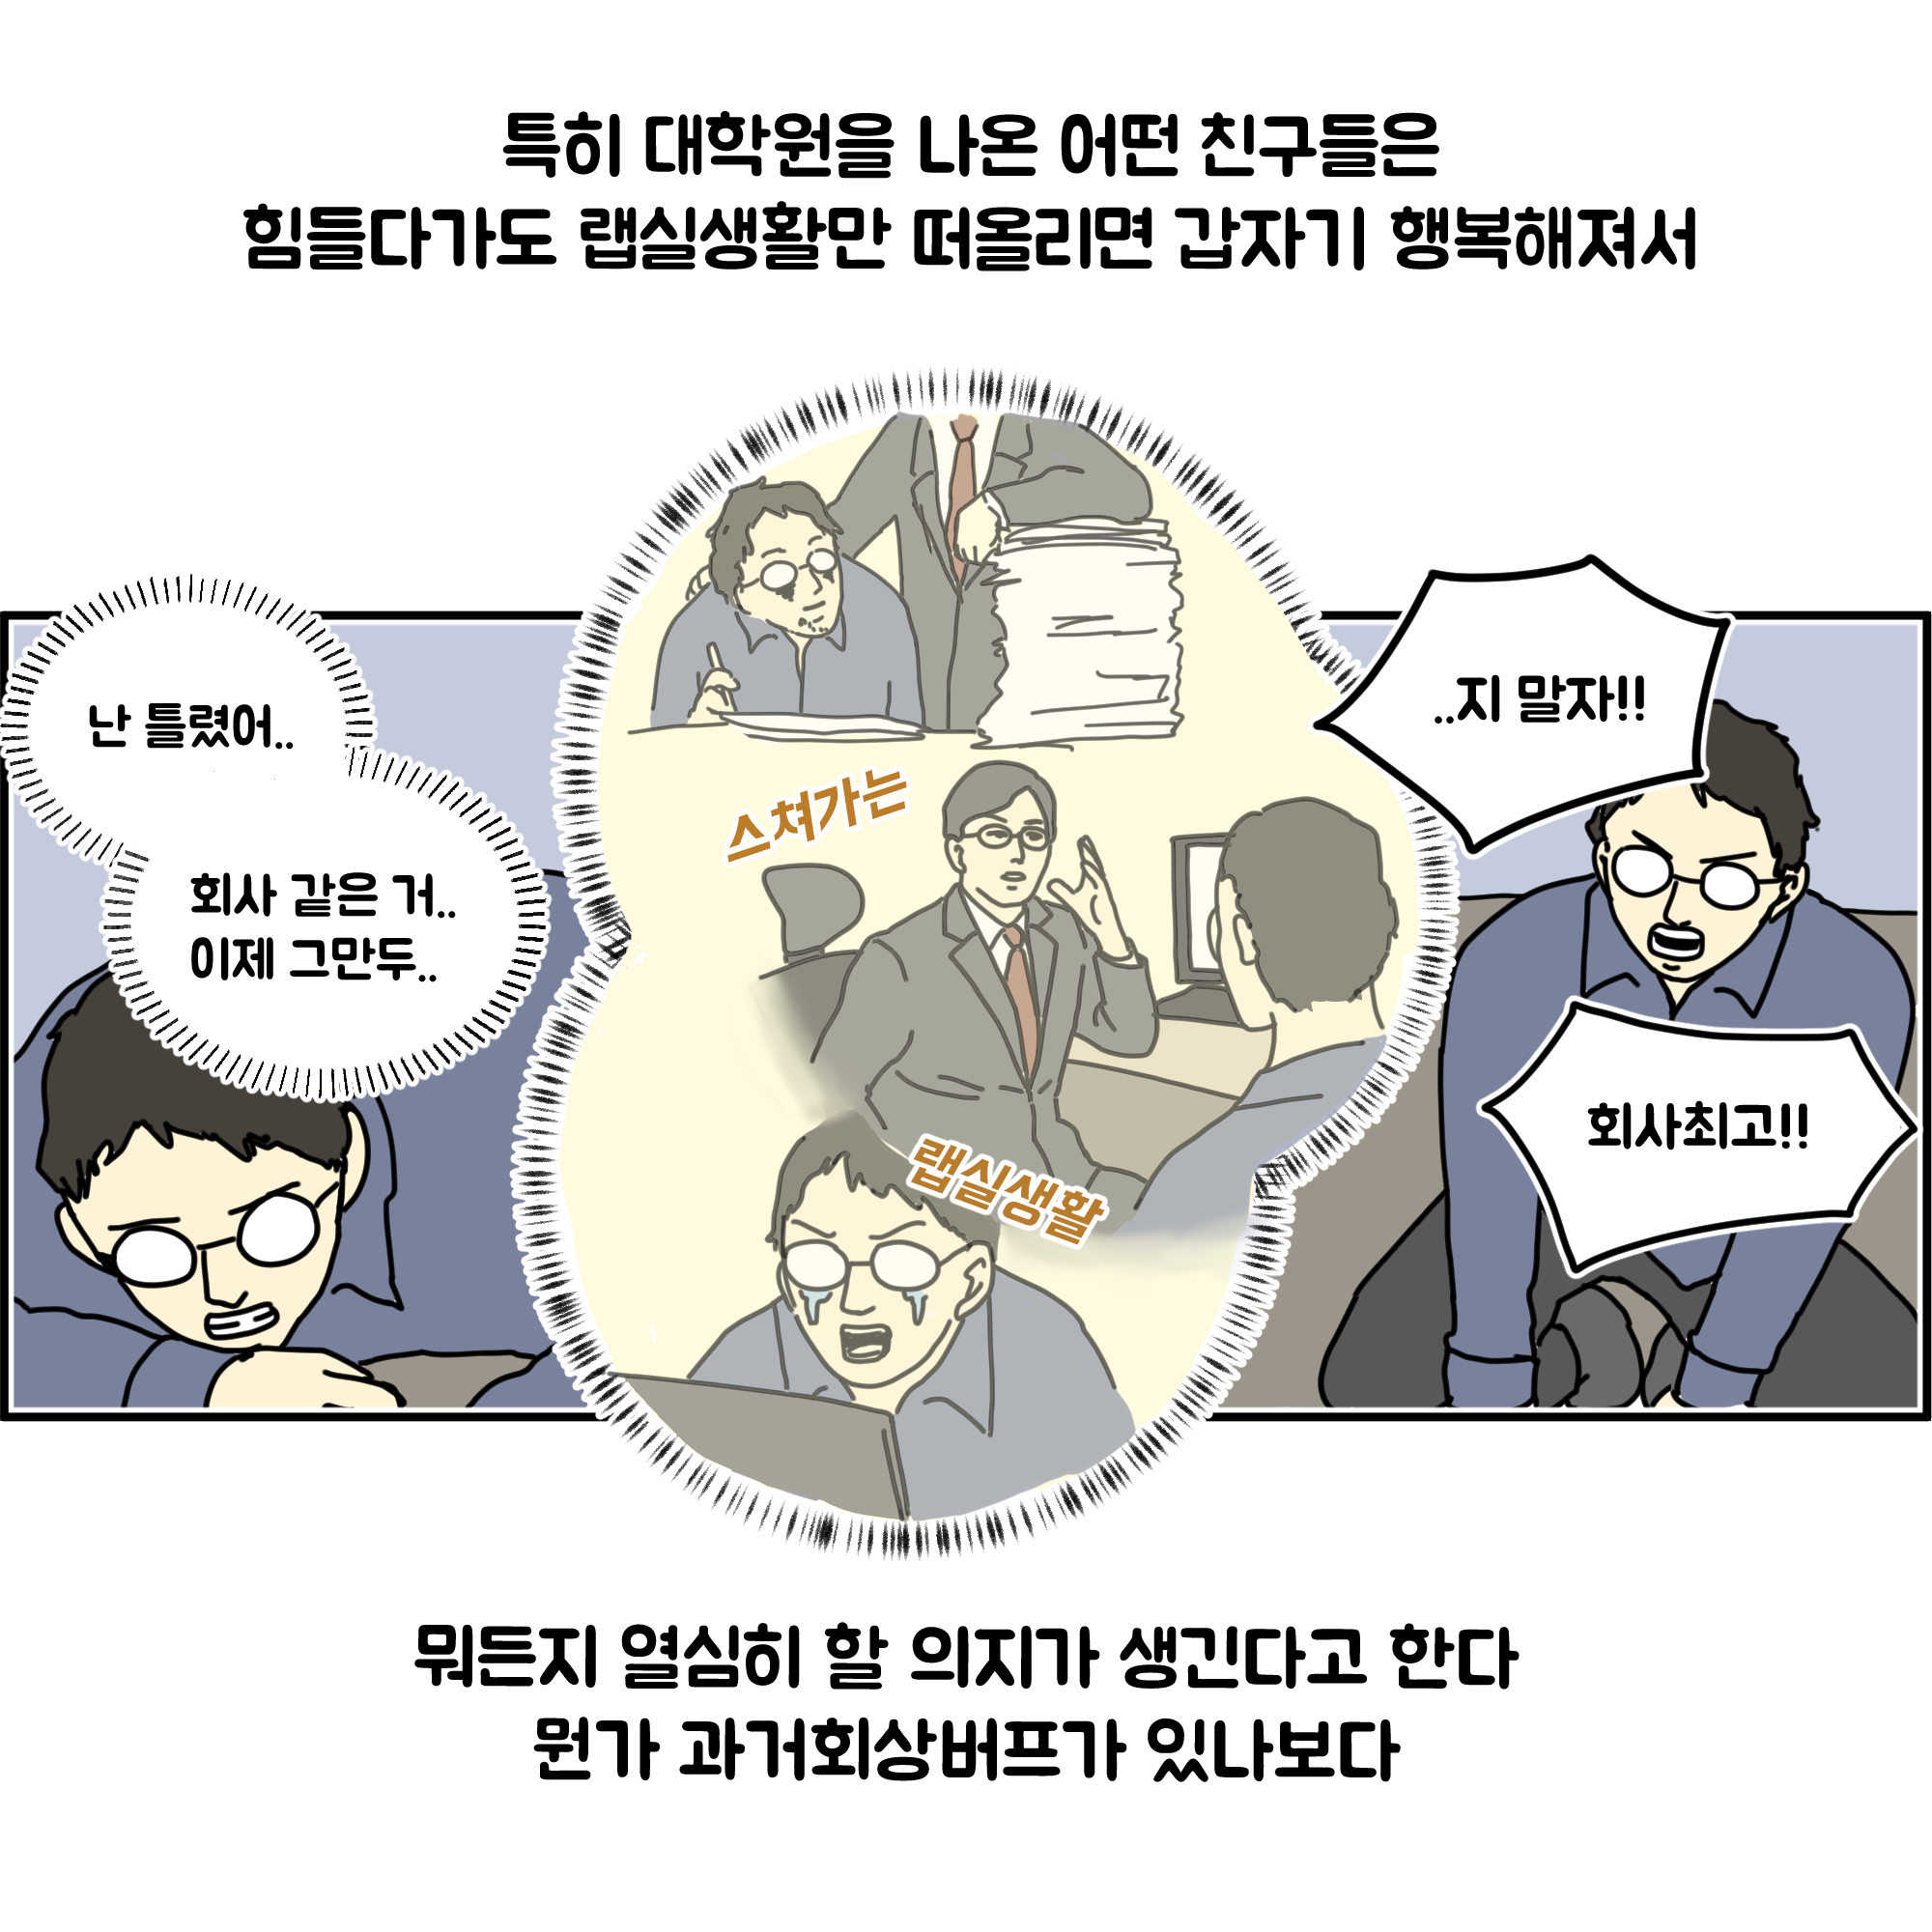 특히 대학원을 나온 어떤 친구들은
힘들다가도 랩실생활만 떠올리면 갑자기 행복해져서
난 틀렸어..
회사 같은 거..
이제 그만두..
스쳐가는
랩실생활
..지 말자!!
회사최고!!
뭐든지 열심히 할 의지가 생긴다고 한다
뭔가 과거회상버프가 있나보다